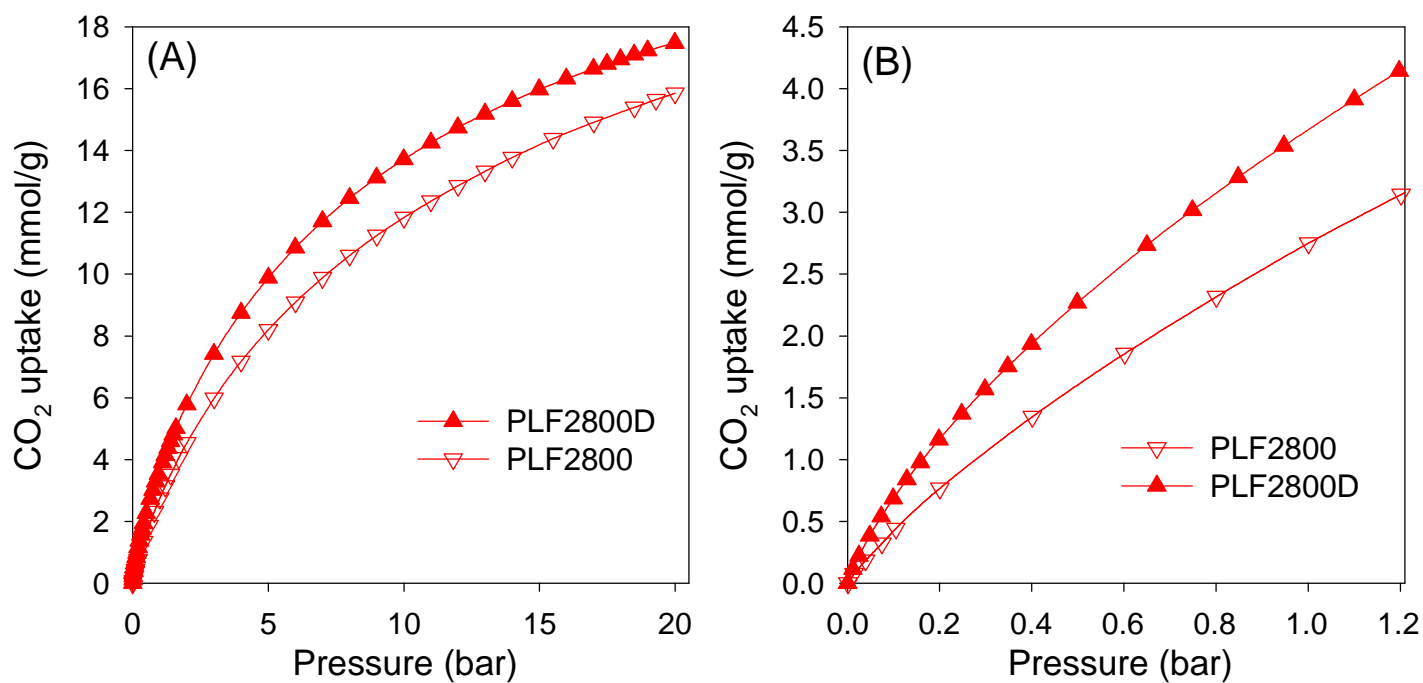 (A)
CO₂ uptake (mmol/g)
18
16
14
12
10
8
6
4
2
0
PLF2800D
PLF2800
0 5 10 15 20
Pressure (bar)
(B)
CO₂ uptake (mmol/g)
4.5
4.0
3.5
3.0
2.5
2.0
1.5
1.0
0.5
0.0
PLF2800
PLF2800D
0.0 0.2 0.4 0.6 0.8 1.0 1.2
Pressure (bar)